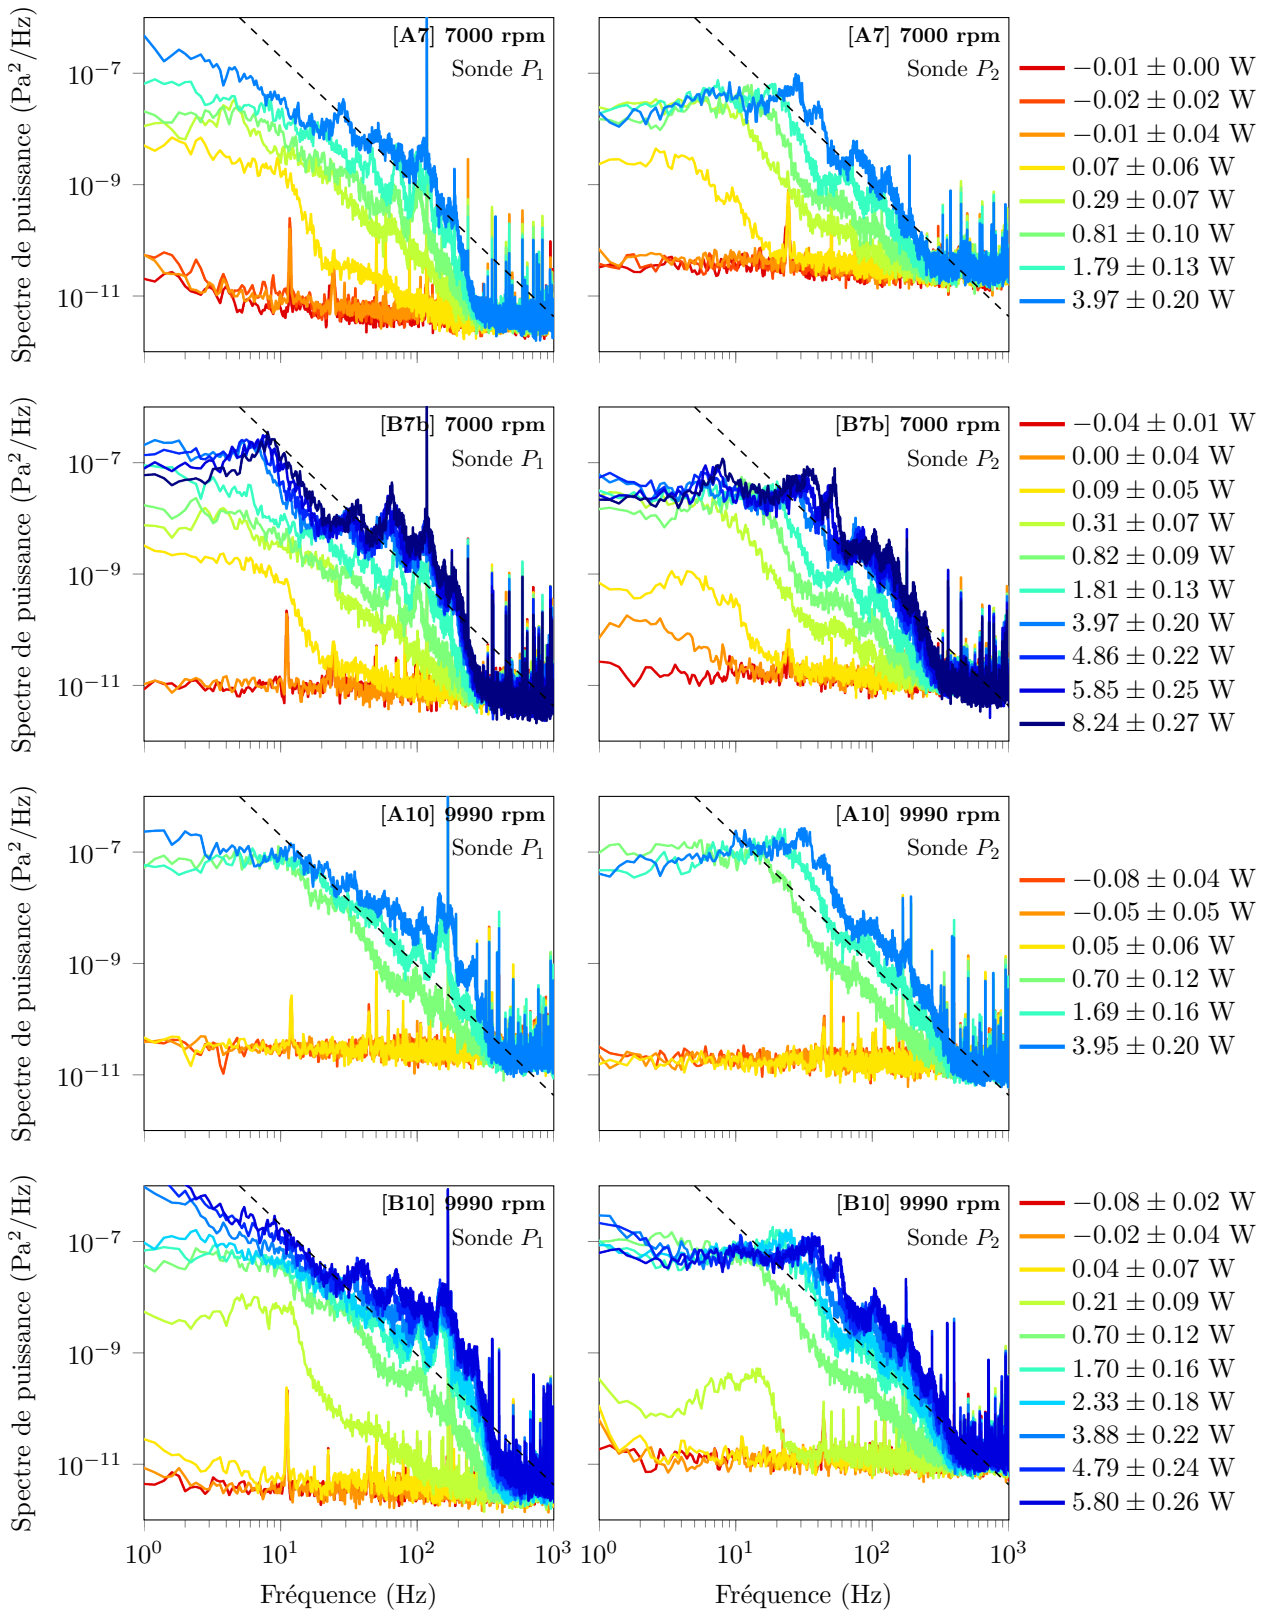 Spectre de puissance (Pa²/Hz)
10⁻⁷
10⁻⁹
10⁻¹¹
[A7] 7000 rpm
Sonde P₁
[A7] 7000 rpm
Sonde P₂
−0.01 ± 0.00 W
−0.02 ± 0.02 W
−0.01 ± 0.04 W
0.07 ± 0.06 W
0.29 ± 0.07 W
0.81 ± 0.10 W
1.79 ± 0.13 W
3.97 ± 0.20 W
Spectre de puissance (Pa²/Hz)
10⁻⁷
10⁻⁹
10⁻¹¹
[B7b] 7000 rpm
Sonde P₁
[B7b] 7000 rpm
Sonde P₂
−0.04 ± 0.01 W
0.00 ± 0.04 W
0.09 ± 0.05 W
0.31 ± 0.07 W
0.82 ± 0.09 W
1.81 ± 0.13 W
3.97 ± 0.20 W
4.86 ± 0.22 W
5.85 ± 0.25 W
8.24 ± 0.27 W
Spectre de puissance (Pa²/Hz)
10⁻⁷
10⁻⁹
10⁻¹¹
[A10] 9990 rpm
Sonde P₁
[A10] 9990 rpm
Sonde P₂
−0.08 ± 0.04 W
−0.05 ± 0.05 W
0.05 ± 0.06 W
0.70 ± 0.12 W
1.69 ± 0.16 W
3.95 ± 0.20 W
Spectre de puissance (Pa²/Hz)
10⁻⁷
10⁻⁹
10⁻¹¹
[B10] 9990 rpm
Sonde P₁
[B10] 9990 rpm
Sonde P₂
−0.08 ± 0.02 W
−0.02 ± 0.04 W
0.04 ± 0.07 W
0.21 ± 0.09 W
0.70 ± 0.12 W
1.70 ± 0.16 W
2.33 ± 0.18 W
3.88 ± 0.22 W
4.79 ± 0.24 W
5.80 ± 0.26 W
10⁰ 10¹ 10² 10³
10⁰ 10¹ 10² 10³
Fréquence (Hz)
Fréquence (Hz)